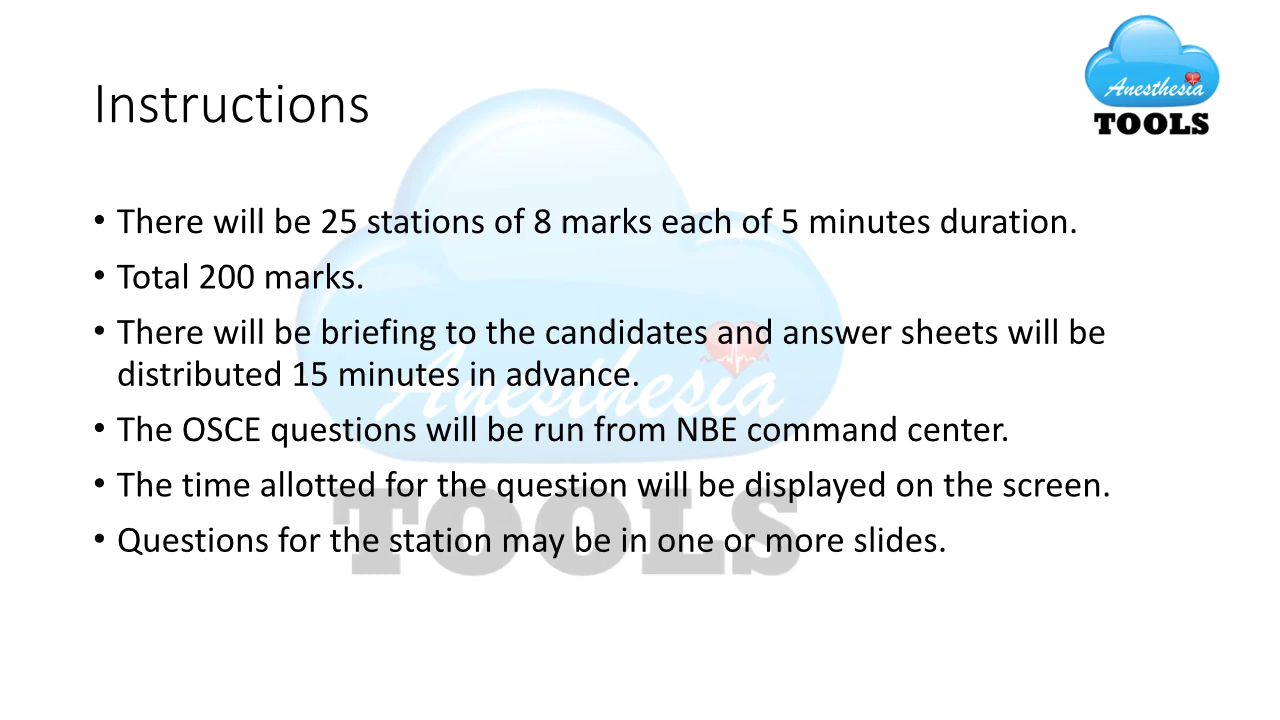 Anesthesia
TOOLS
Instructions
• There will be 25 stations of 8 marks each of 5 minutes duration.
• Total 200 marks.
• There will be briefing to the candidates and answer sheets will be
distributed 15 minutes in advance.
• The OSCE questions will be run from NBE command center.
• The time allotted for the question will be displayed on the screen.
• Questions for the station may be in one or more slides.
Anesthesia
TOOLS